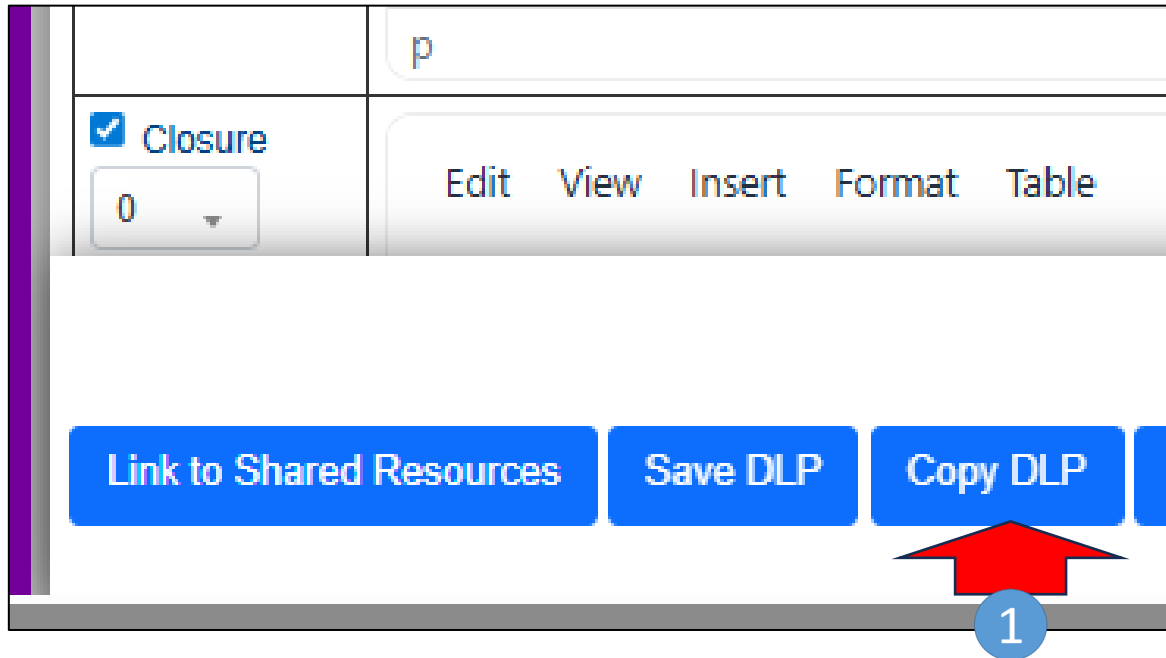 p
Closure
0
Edit View Insert Format Table
Link to Shared Resources Save DLP Copy DLP
1